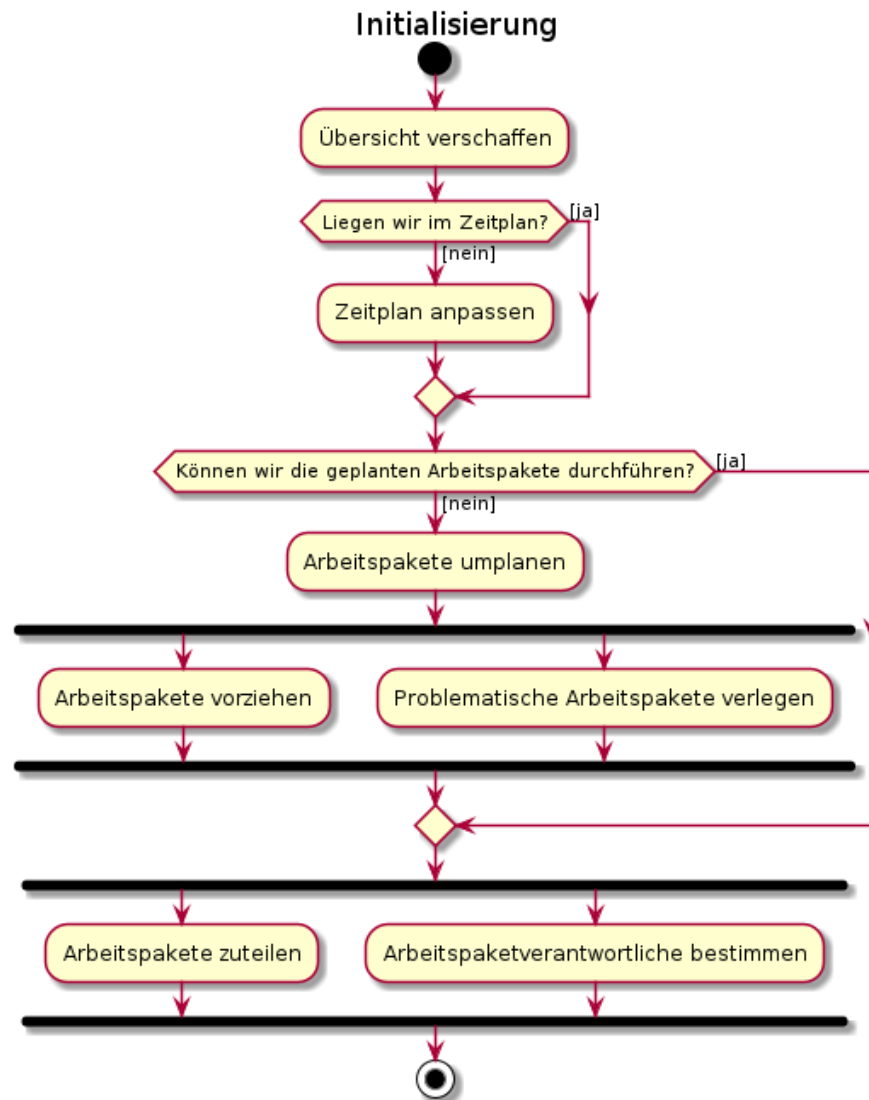 Initialisierung
Übersicht verschaffen
Liegen wir im Zeitplan?
[ja]
[nein]
Zeitplan anpassen
Können wir die geplanten Arbeitspakete durchführen?
[ja]
[nein]
Arbeitspakete umplanen
Arbeitspakete vorziehen
Problematische Arbeitspakete verlegen
Arbeitspakete zuteilen
Arbeitspaketverantwortliche bestimmen